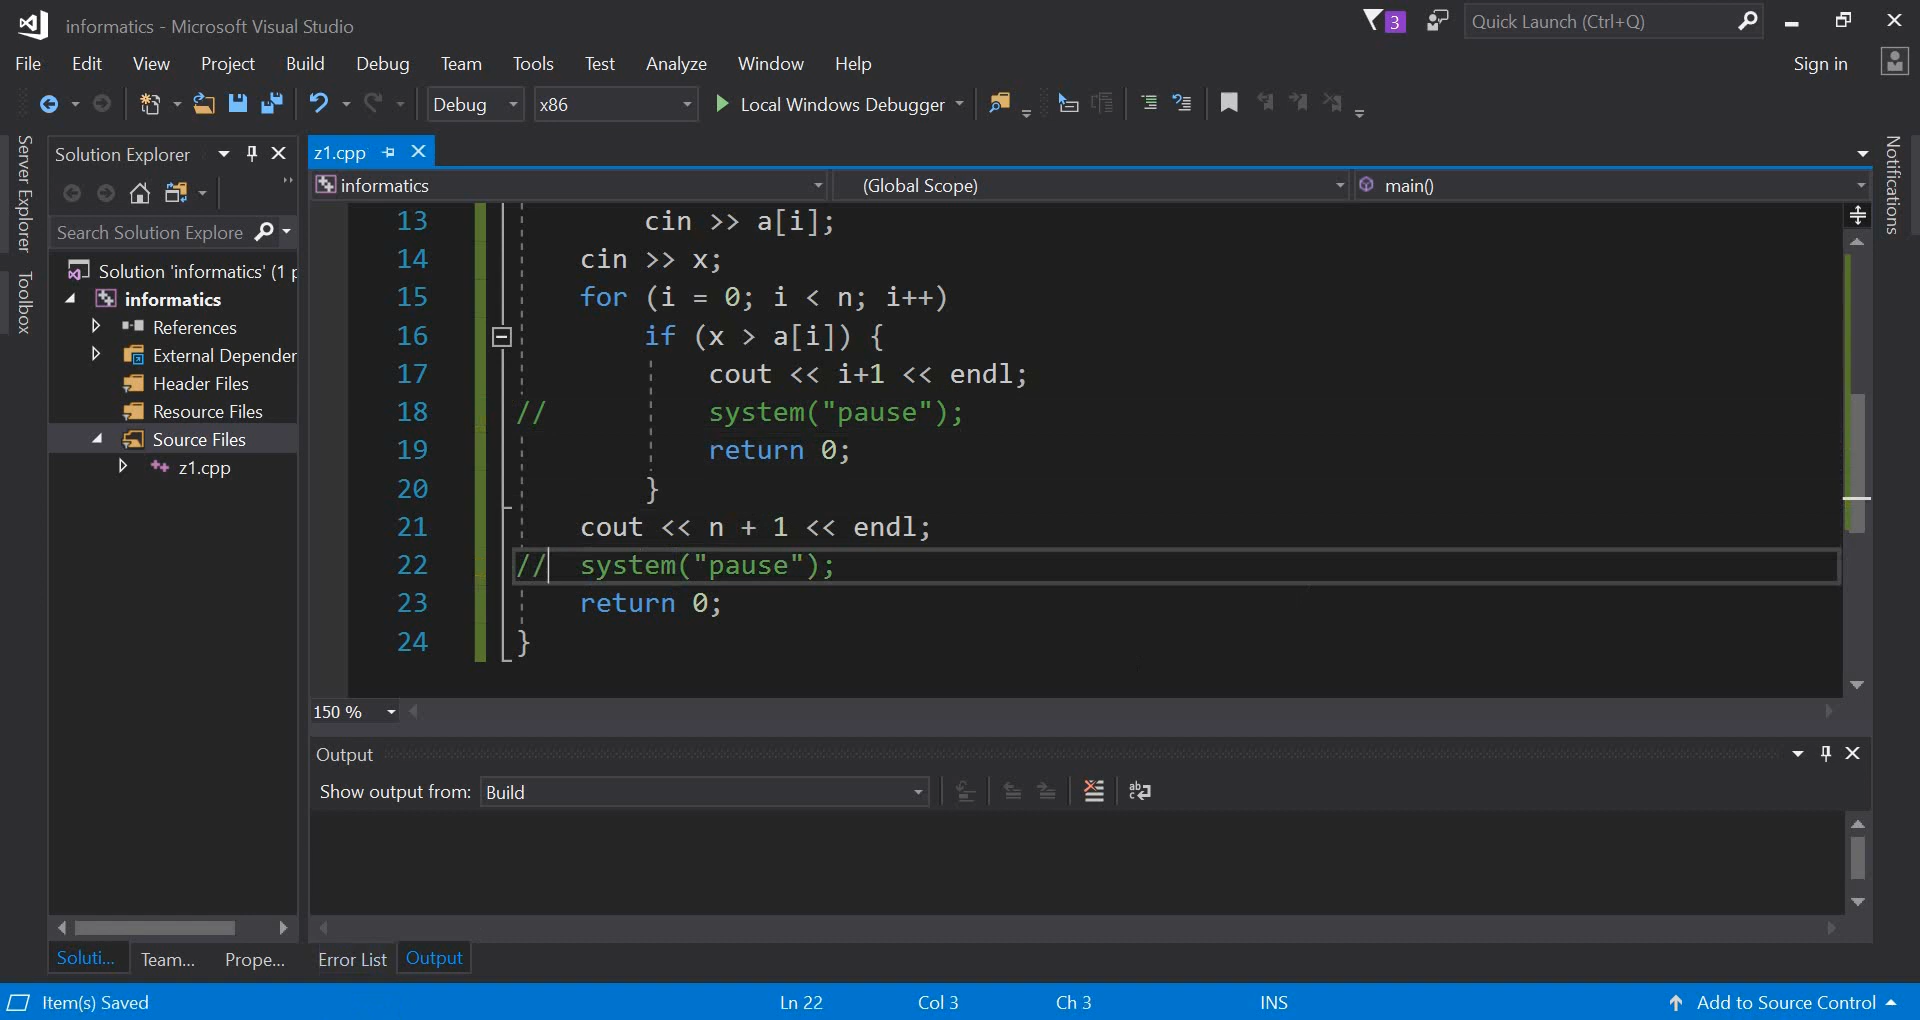 informatics - Microsoft Visual Studio
3
Quick Launch (Ctrl+Q)
File Edit View Project Build Debug Team Tools Test Analyze Window Help
Sign in
Debug x86 Local Windows Debugger
Server Explorer
Toolbox
Solution Explorer
Search Solution Explore
Solution 'informatics' (1 p
informatics
References
External Depender
Header Files
Resource Files
Source Files
z1.cpp
Soluti... Team... Prope...
z1.cpp
informatics (Global Scope) main()
13 cin >> a[i];
14 cin >> x;
15 for (i = 0; i < n; i++)
16 if (x > a[i]) {
17 cout << i+1 << endl;
18 // system("pause");
19 return 0;
20 }
21 cout << n + 1 << endl;
22 // system("pause");
23 return 0;
24 }
150 %
Output
Show output from: Build
Error List Output
Notifications
Item(s) Saved Ln 22 Col 3 Ch 3 INS Add to Source Control